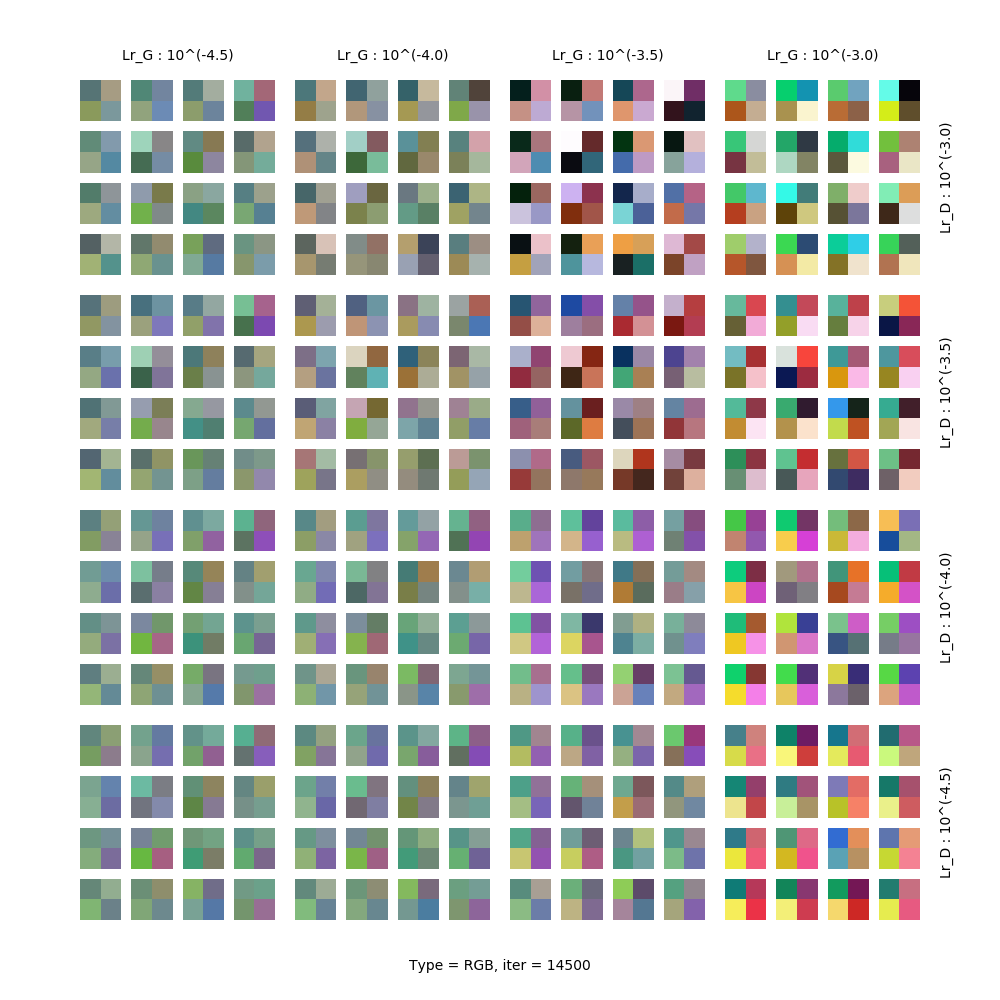 Lr_G : 10^(-4.5)
Lr_G : 10^(-4.0)
Lr_G : 10^(-3.5)
Lr_G : 10^(-3.0)
Lr_D : 10^(-3.0)
Lr_D : 10^(-3.5)
Lr_D : 10^(-4.0)
Lr_D : 10^(-4.5)
Type = RGB, iter = 14500